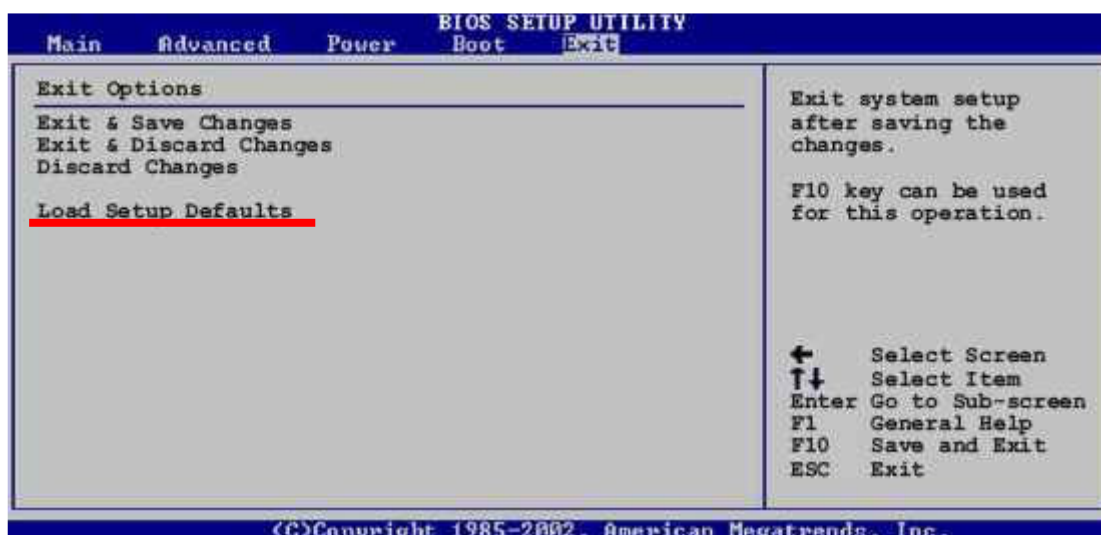 BIOS SETUP UTILITY
Main Advanced Power Boot Exit
Exit Options
Exit & Save Changes
Exit & Discard Changes
Discard Changes
Load Setup Defaults
Exit system setup
after saving the
changes.
F10 key can be used
for this operation.
← Select Screen
↑↓ Select Item
Enter Go to Sub-screen
F1 General Help
F10 Save and Exit
ESC Exit
(C)Copyright 1985-2002, American Megatrends, Inc.